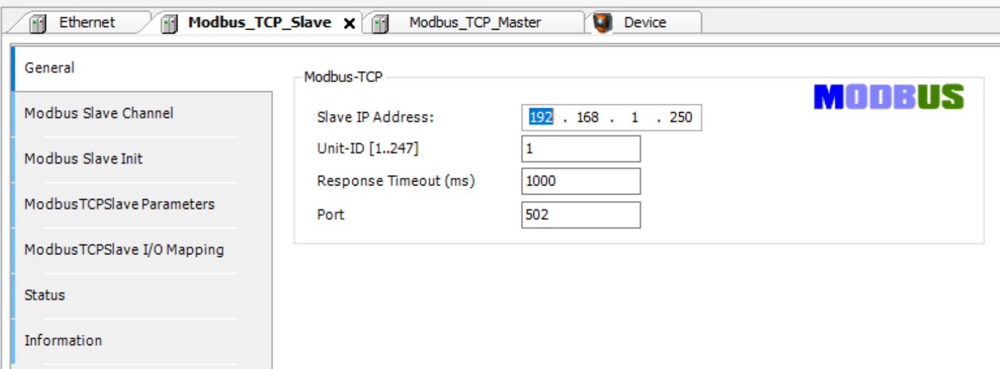 Ethernet Modbus_TCP_Slave x Modbus_TCP_Master Device
General
Modbus Slave Channel
Modbus Slave Init
ModbusTCPSlave Parameters
ModbusTCPSlave I/O Mapping
Status
Information
Modbus-TCP
MODBUS
Slave IP Address: 192 . 168 . 1 . 250
Unit-ID [1..247] 1
Response Timeout (ms) 1000
Port 502